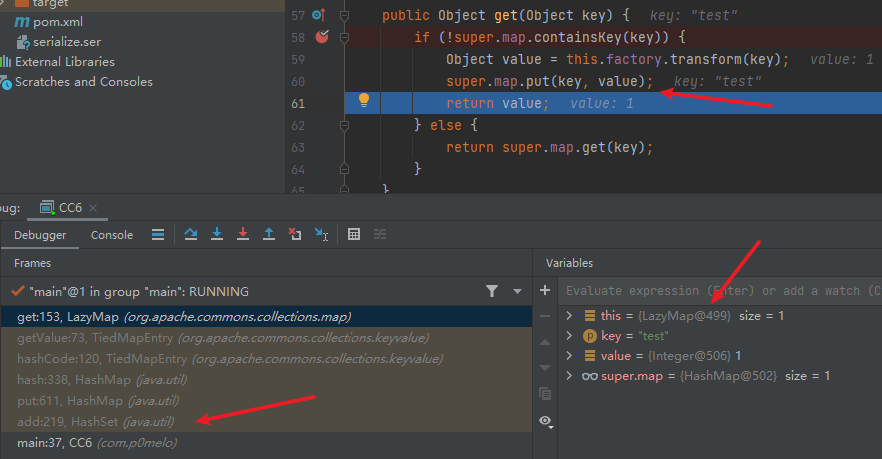 target
pom.xml
serialize.ser
External Libraries
Scratches and Consoles
57 public Object get(Object key) { key: "test"
58 if (!super.map.containsKey(key)) {
59 Object value = this.factory.transform(key); value: 1
60 super.map.put(key, value); key: "test"
61 return value; value: 1
62 } else {
63 return super.map.get(key);
64 }
65 }
bug: CC6
Debugger Console
Frames
Variables
"main"@1 in group "main": RUNNING
Evaluate expression (Enter) or add a watch (C
get:153, LazyMap (org.apache.commons.collections.map)
getValue:73, TiedMapEntry (org.apache.commons.collections.keyvalue)
hashCode:120, TiedMapEntry (org.apache.commons.collections.keyvalue)
hash:338, HashMap (java.util)
put:611, HashMap (java.util)
add:219, HashSet (java.util)
main:37, CC6 (com.p0melo)
this = {LazyMap@499} size = 1
key = "test"
value = {Integer@506} 1
super.map = {HashMap@502} size = 1